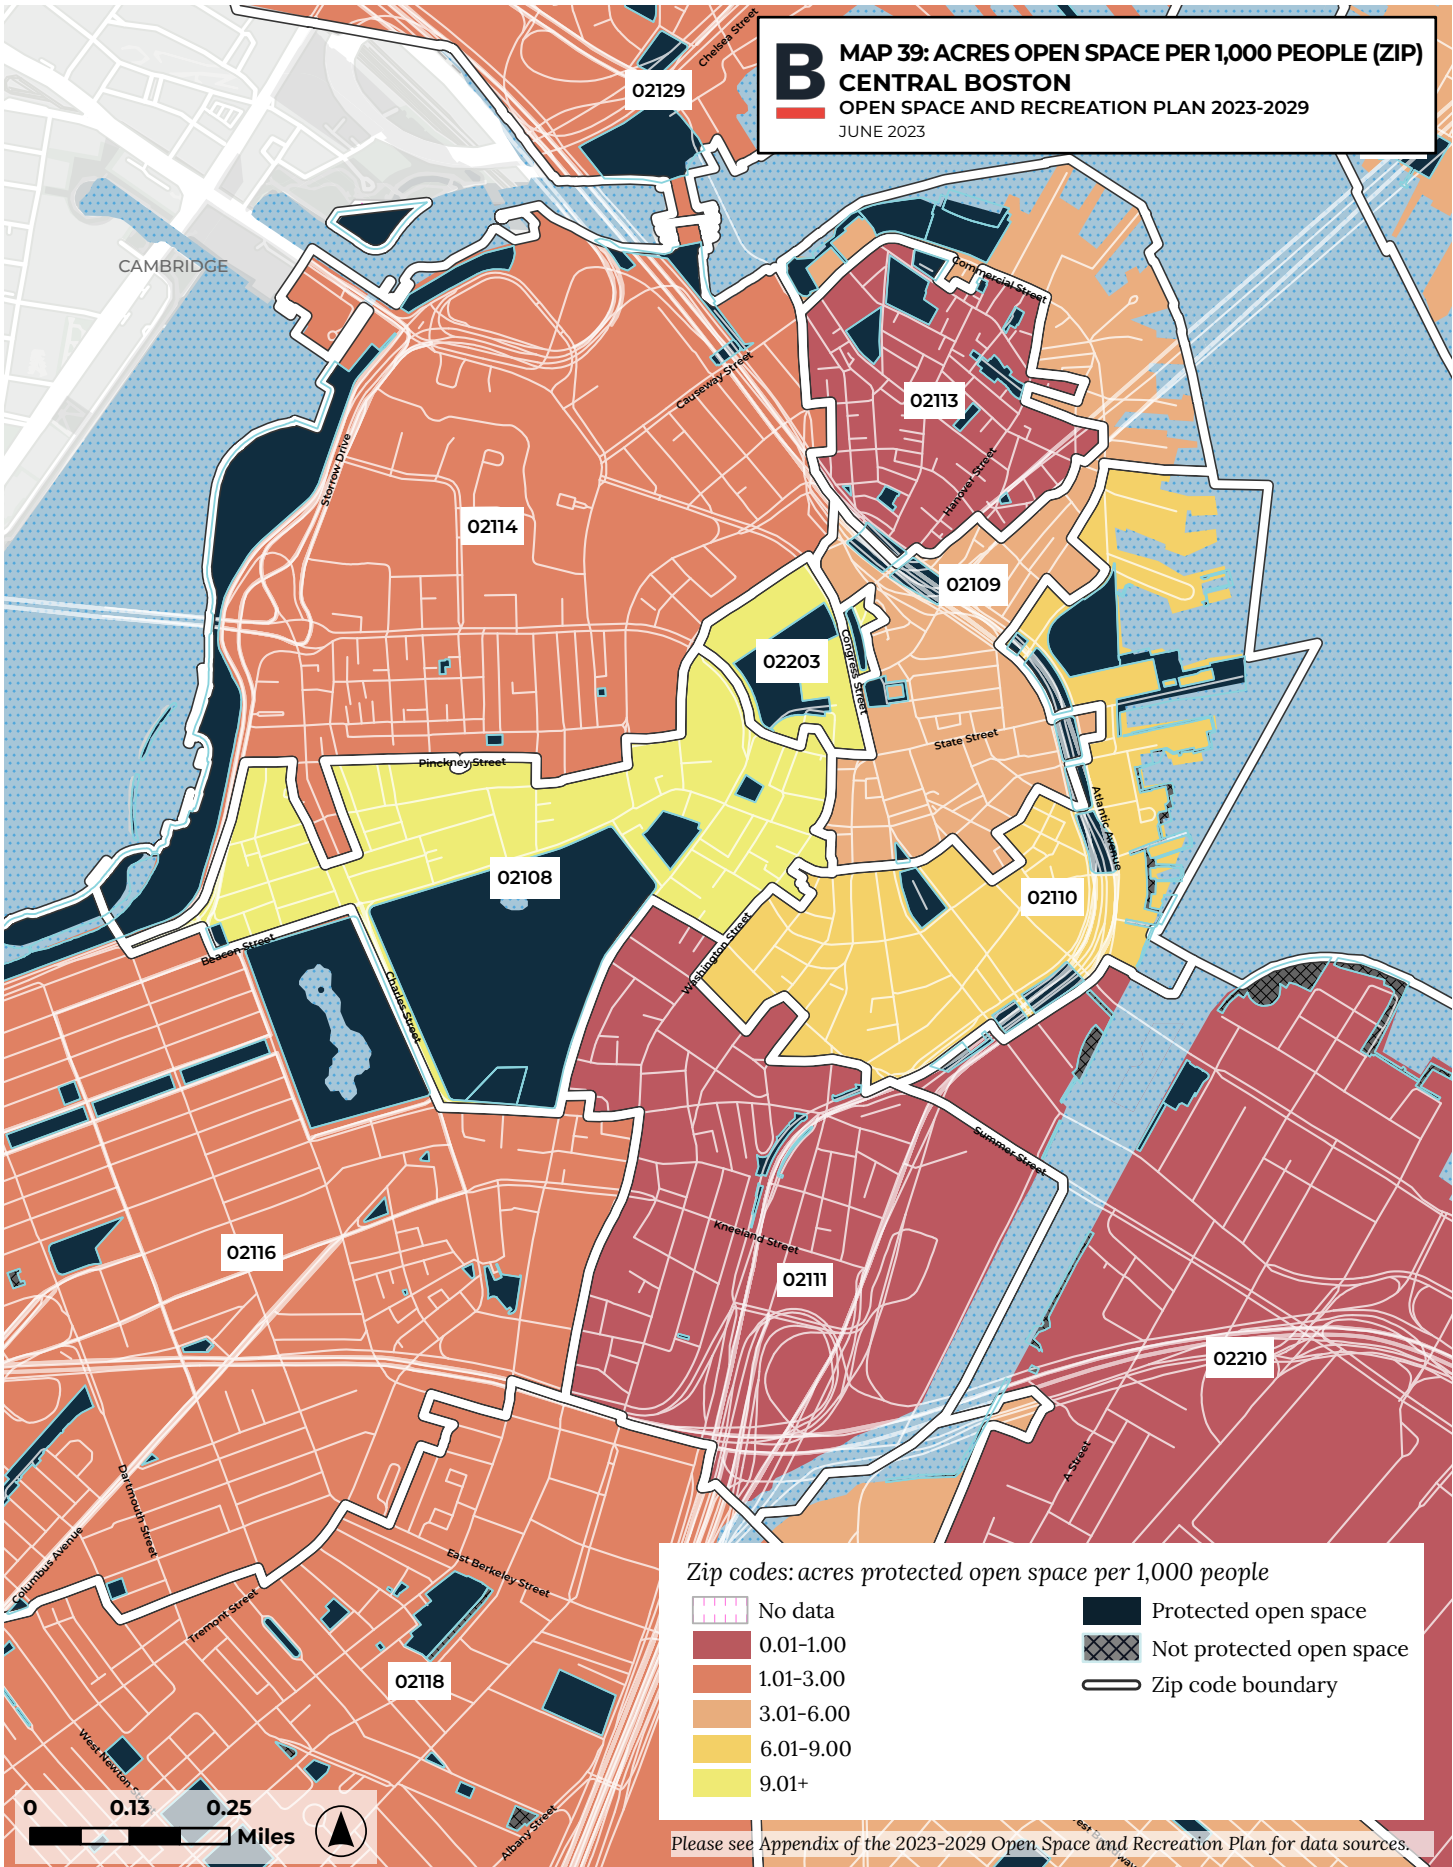 B
MAP 39: ACRES OPEN SPACE PER 1,000 PEOPLE (ZIP)
CENTRAL BOSTON
OPEN SPACE AND RECREATION PLAN 2023-2029
JUNE 2023
Chelsea Street
02129
CAMBRIDGE
Commercial Street
Causeway Street
02113
Storrow Drive
Hanover Street
02114
02109
Congress Street
02203
State Street
Pinckney Street
Atlantic Avenue
02108
02110
Washington Street
Beacon Street
Charles Street
Summer Street
Kneeland Street
02116
02111
02210
A Street
Dartmouth Street
Columbus Avenue
East Berkeley Street
Tremont Street
02118
West Newton
Albany Street
Zip codes: acres protected open space per 1,000 people
No data
0.01-1.00
1.01-3.00
3.01-6.00
6.01-9.00
9.01+
Protected open space
Not protected open space
Zip code boundary
0 0.13 0.25
Miles
Please see Appendix of the 2023-2029 Open Space and Recreation Plan for data sources.